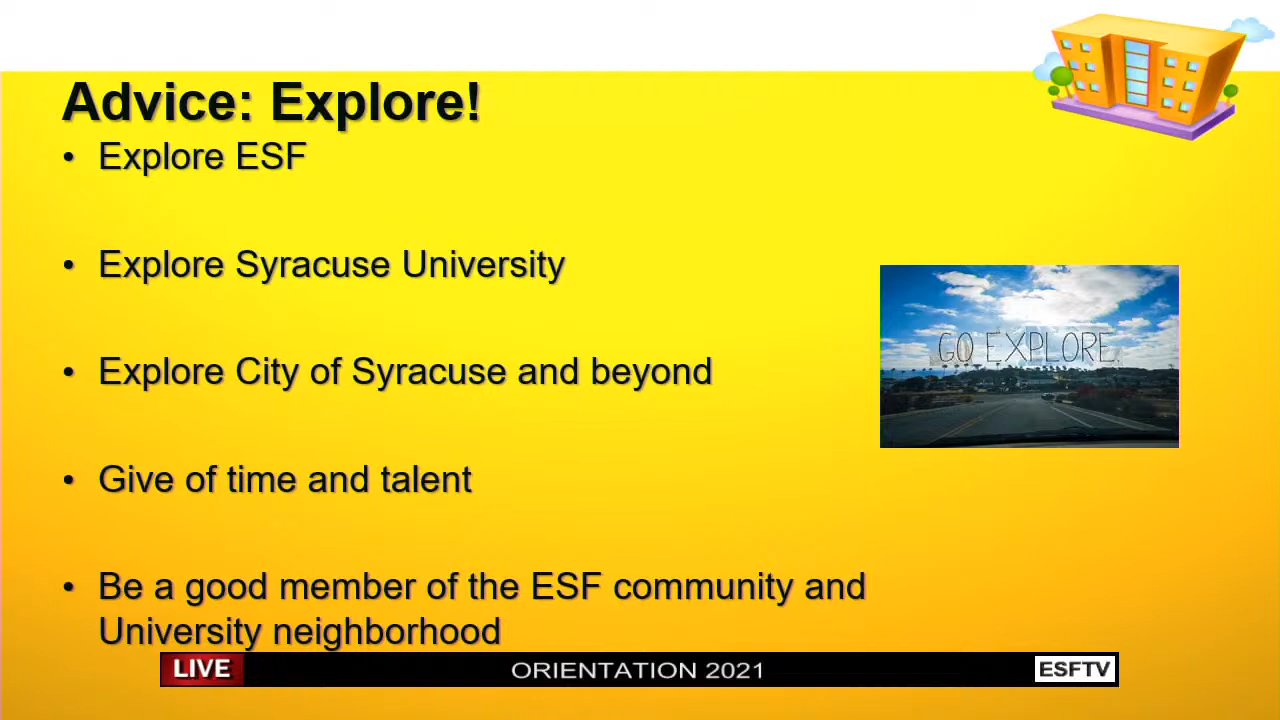 Advice: Explore!
• Explore ESF
• Explore Syracuse University
GO EXPLORE.
• Explore City of Syracuse and beyond
• Give of time and talent
• Be a good member of the ESF community and
University neighborhood
LIVE
ORIENTATION 2021
ESFTV